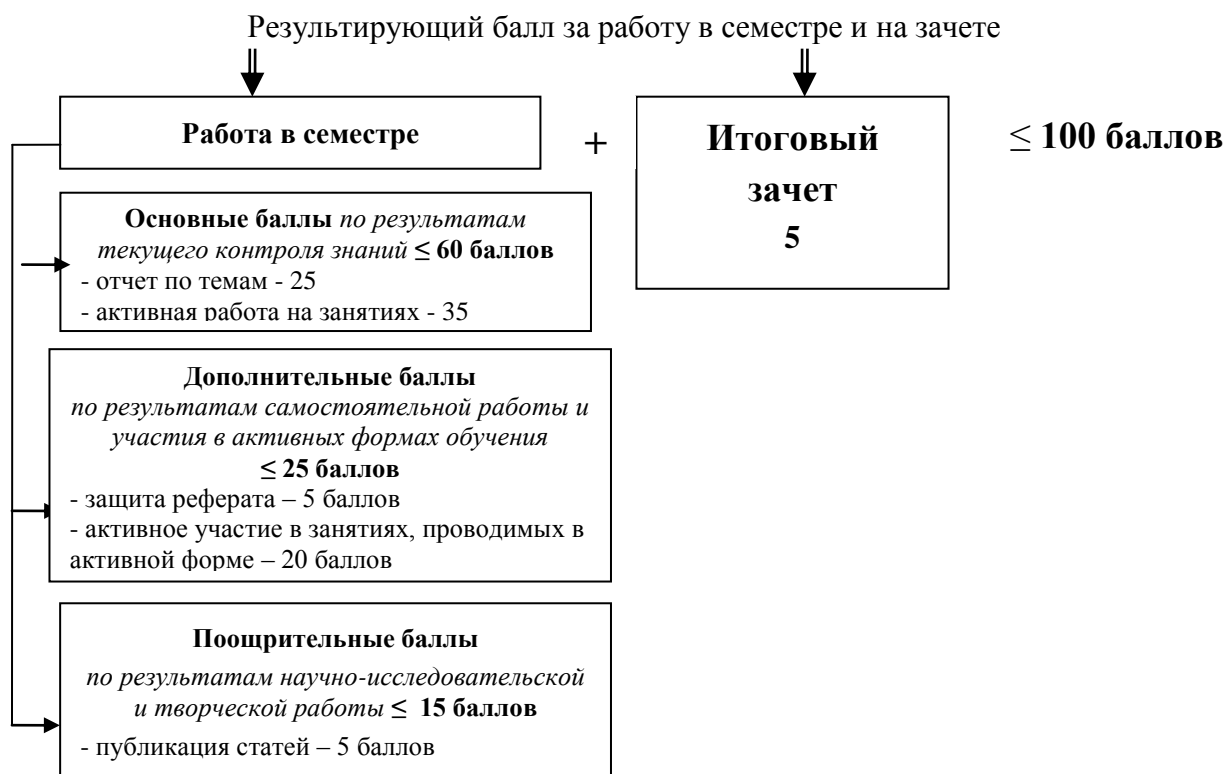 Результирующий балл за работу в семестре и на зачете
Работа в семестре
+
Итоговый
зачет
5
≤ 100 баллов
Основные баллы по результатам
текущего контроля знаний ≤ 60 баллов
- отчет по темам - 25
- активная работа на занятиях - 35
Дополнительные баллы
по результатам самостоятельной работы и
участия в активных формах обучения
≤ 25 баллов
- защита реферата – 5 баллов
- активное участие в занятиях, проводимых в
активной форме – 20 баллов
Поощрительные баллы
по результатам научно-исследовательской
и творческой работы ≤ 15 баллов
- публикация статей – 5 баллов